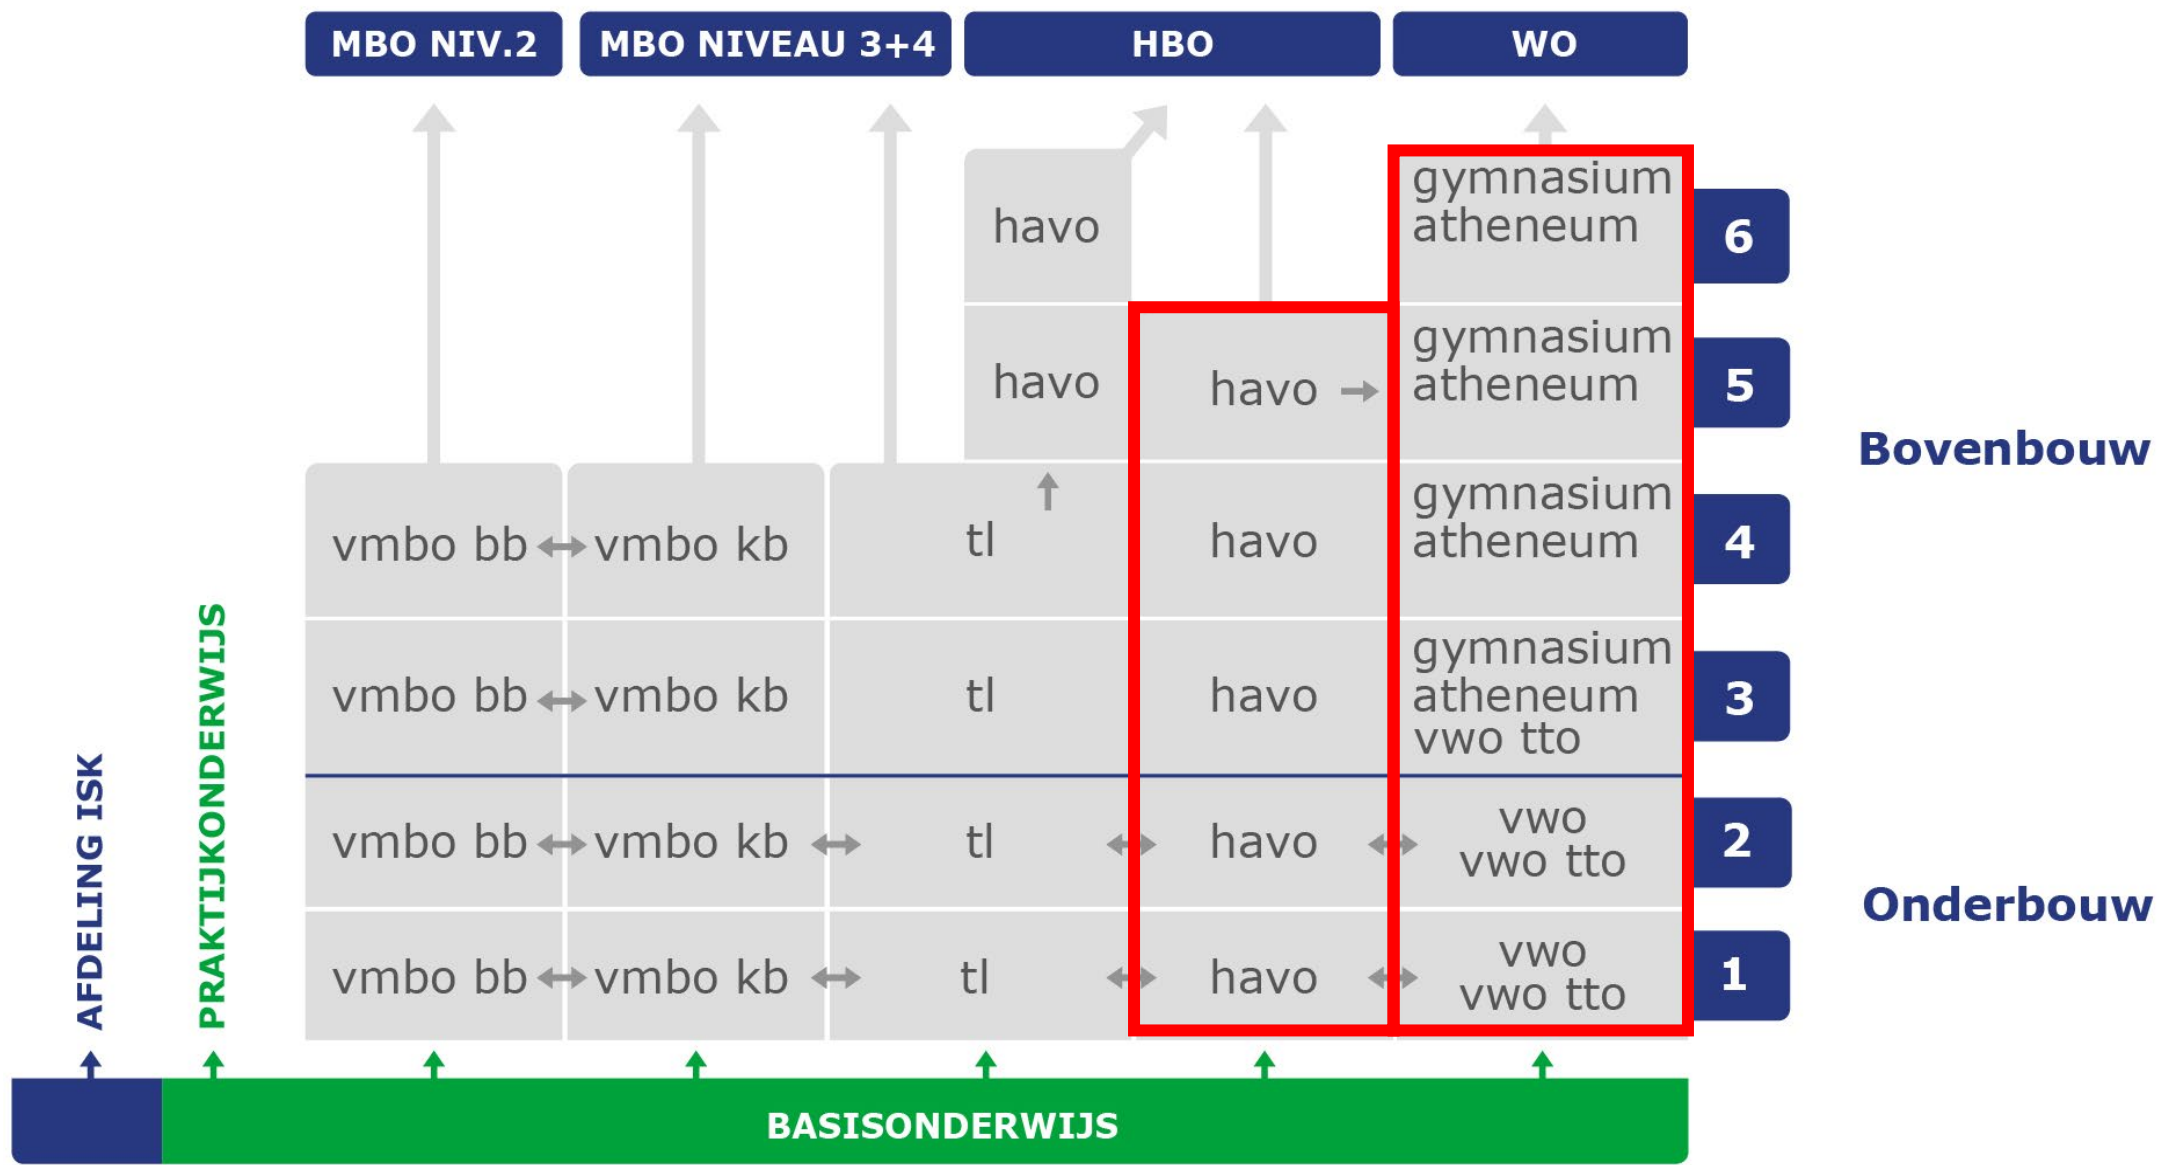 MBO NIV.2
MBO NIVEAU 3+4
HBO
WO
havo
gymnasium
atheneum
6
havo
havo
gymnasium
atheneum
5
Bovenbouw
vmbo bb
vmbo kb
tl
havo
gymnasium
atheneum
4
vmbo bb
vmbo kb
tl
havo
gymnasium
atheneum
vwo tto
3
vmbo bb
vmbo kb
tl
havo
vwo
vwo tto
2
Onderbouw
vmbo bb
vmbo kb
tl
havo
vwo
vwo tto
1
AFDELING ISK
PRAKTIJKONDERWIJS
BASISONDERWIJS